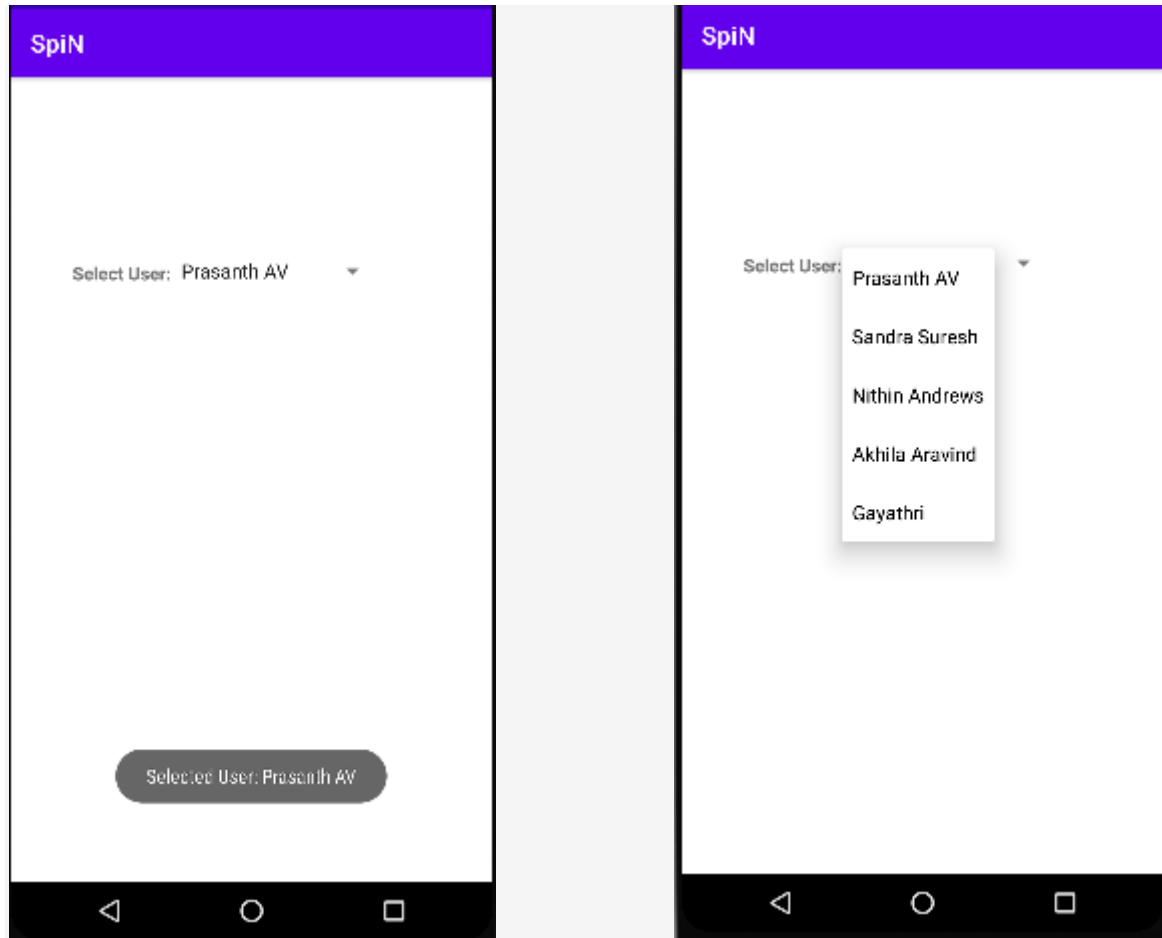 SpiN
Select User: Prasanth AV
Selected User: Prasanth AV
SpiN
Select User:
Prasanth AV
Sandra Suresh
Nithin Andrews
Akhila Aravind
Gayathri